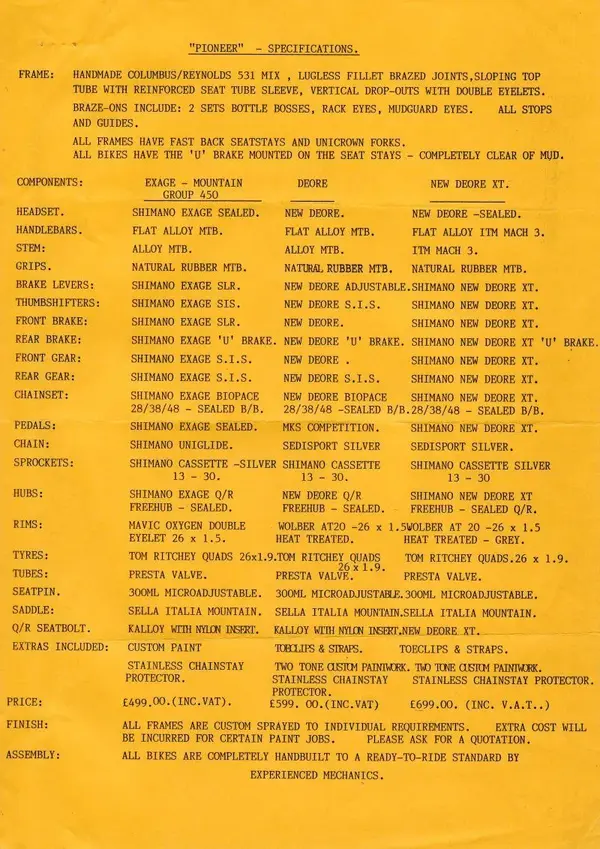 "PIONEER" - SPECIFICATIONS.
FRAME: HANDMADE COLUMBUS/REYNOLDS 531 MIX , LUGLESS FILLET BRAZED JOINTS,SLOPING TOP
TUBE WITH REINFORCED SEAT TUBE SLEEVE, VERTICAL DROP-OUTS WITH DOUBLE EYELETS.
BRAZE-ONS INCLUDE: 2 SETS BOTTLE BOSSES, RACK EYES, MUDGUARD EYES. ALL STOPS
AND GUIDES.
ALL FRAMES HAVE FAST BACK SEATSTAYS AND UNICROWN FORKS.
ALL BIKES HAVE THE 'U' BRAKE MOUNTED ON THE SEAT STAYS - COMPLETELY CLEAR OF MUD.
COMPONENTS: EXAGE - MOUNTAIN DEORE NEW DEORE XT.
GROUP 450
HEADSET. SHIMANO EXAGE SEALED. NEW DEORE. NEW DEORE -SEALED.
HANDLEBARS. FLAT ALLOY MTB. FLAT ALLOY MTB. FLAT ALLOY ITM MACH 3.
STEM: ALLOY MTB. ALLOY MTB. ITM MACH 3.
GRIPS. NATURAL RUBBER MTB. NATURAL RUBBER MTB. NATURAL RUBBER MTB.
BRAKE LEVERS: SHIMANO EXAGE SLR. NEW DEORE ADJUSTABLE. SHIMANO NEW DEORE XT.
THUMBSHIFTERS: SHIMANO EXAGE SIS. NEW DEORE S.I.S. SHIMANO NEW DEORE XT.
FRONT BRAKE: SHIMANO EXAGE SLR. NEW DEORE. SHIMANO NEW DEORE XT.
REAR BRAKE: SHIMANO EXAGE 'U' BRAKE. NEW DEORE 'U' BRAKE. SHIMANO NEW DEORE XT 'U' BRAKE.
FRONT GEAR: SHIMANO EXAGE S.I.S. NEW DEORE . SHIMANO NEW DEORE XT.
REAR GEAR: SHIMANO EXAGE S.I.S. NEW DEORE S.I.S. SHIMANO NEW DEORE XT.
CHAINSET: SHIMANO EXAGE BIOPACE NEW DEORE BIOPACE SHIMANO NEW DEORE XT.
28/38/48 - SEALED B/B. 28/38/48 -SEALED B/B. 28/38/48 - SEALED B/B.
PEDALS: SHIMANO EXAGE SEALED. MKS COMPETITION. SHIMANO NEW DEORE XT.
CHAIN: SHIMANO UNIGLIDE. SEDISPORT SILVER SEDISPORT SILVER.
SPROCKETS: SHIMANO CASSETTE -SILVER SHIMANO CASSETTE SHIMANO CASSETTE SILVER
13 - 30. 13 - 30. 13 - 30
HUBS: SHIMANO EXAGE Q/R NEW DEORE Q/R SHIMANO NEW DEORE XT
FREEHUB - SEALED. FREEHUB - SEALED. FREEHUB - SEALED Q/R.
RIMS: MAVIC OXYGEN DOUBLE WOLBER AT20 -26 x 1.5 WOLBER AT 20 -26 x 1.5
EYELET 26 x 1.5. HEAT TREATED. HEAT TREATED - GREY.
TYRES: TOM RITCHEY QUADS 26x1.9. TOM RITCHEY QUADS TOM RITCHEY QUADS.26 x 1.9.
26 x 1.9.
TUBES: PRESTA VALVE. PRESTA VALVE. PRESTA VALVE.
SEATPIN. 300ML MICROADJUSTABLE. 300ML MICROADJUSTABLE. 300ML MICROADJUSTABLE.
SADDLE: SELLA ITALIA MOUNTAIN. SELLA ITALIA MOUNTAIN. SELLA ITALIA MOUNTAIN.
Q/R SEATBOLT. KALLOY WITH NYLON INSERT. KALLOY WITH NYLON INSERT. NEW DEORE XT.
EXTRAS INCLUDED: CUSTOM PAINT TOECLIPS & STRAPS. TOECLIPS & STRAPS.
STAINLESS CHAINSTAY TWO TONE CUSTOM PAINTWORK. TWO TONE CUSTOM PAINTWORK.
PROTECTOR. STAINLESS CHAINSTAY STAINLESS CHAINSTAY PROTECTOR.
PROTECTOR.
PRICE: £499.00.(INC.VAT). £599. 00.(INC.VAT) £699.00. (INC. V.A.T..)
FINISH: ALL FRAMES ARE CUSTOM SPRAYED TO INDIVIDUAL REQUIREMENTS. EXTRA COST WILL
BE INCURRED FOR CERTAIN PAINT JOBS. PLEASE ASK FOR A QUOTATION.
ASSEMBLY: ALL BIKES ARE COMPLETELY HANDBUILT TO A READY-TO-RIDE STANDARD BY
EXPERIENCED MECHANICS.